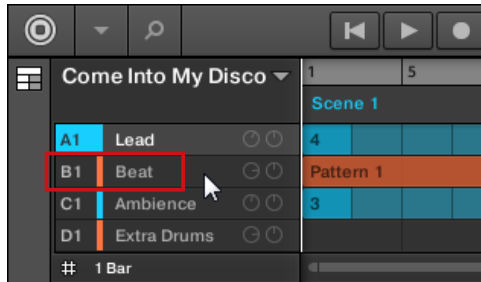 Come Into My Disco
1 5
Scene 1
A1 Lead 4
B1 Beat Pattern 1
C1 Ambience 3
D1 Extra Drums
1 Bar